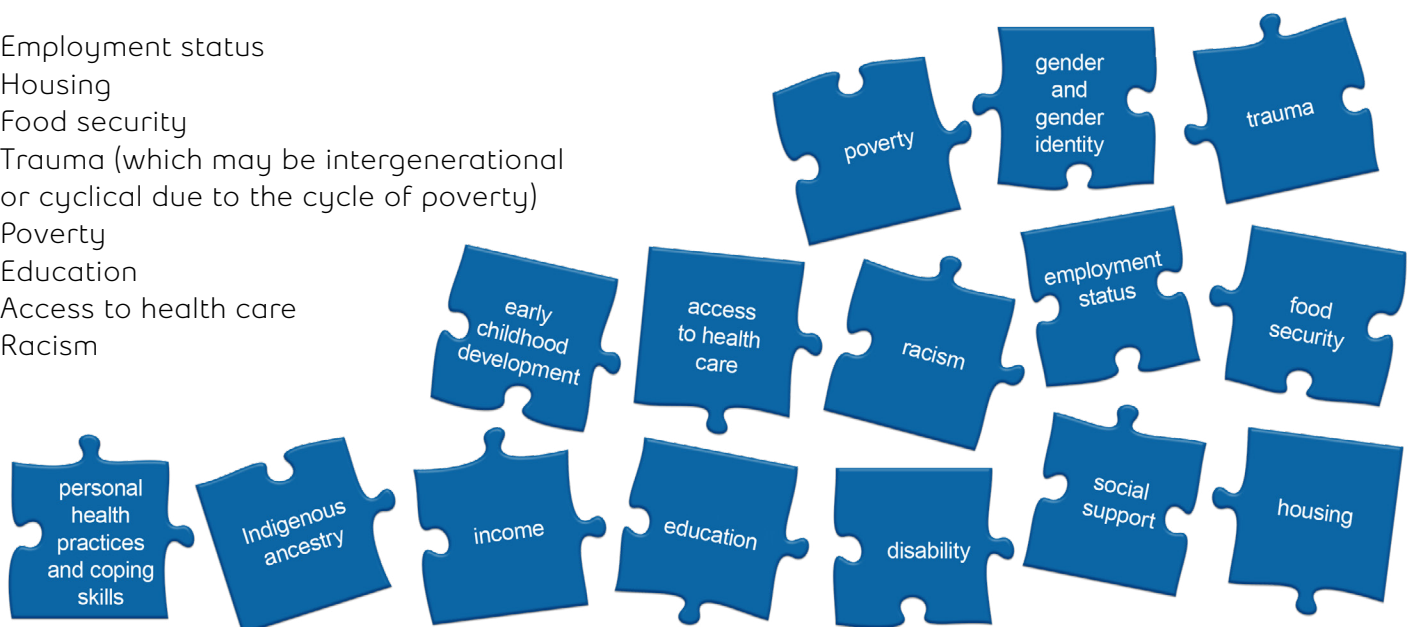 Employment status
Housing
Food security
Trauma (which may be intergenerational
or cyclical due to the cycle of poverty)
Poverty
Education
Access to health care
Racism
poverty
gender
and
gender
identity
trauma
early
childhood
development
access
to health
care
racism
employment
status
food
security
personal
health
practices
and coping
skills
Indigenous
ancestry
income
education
disability
social
support
housing